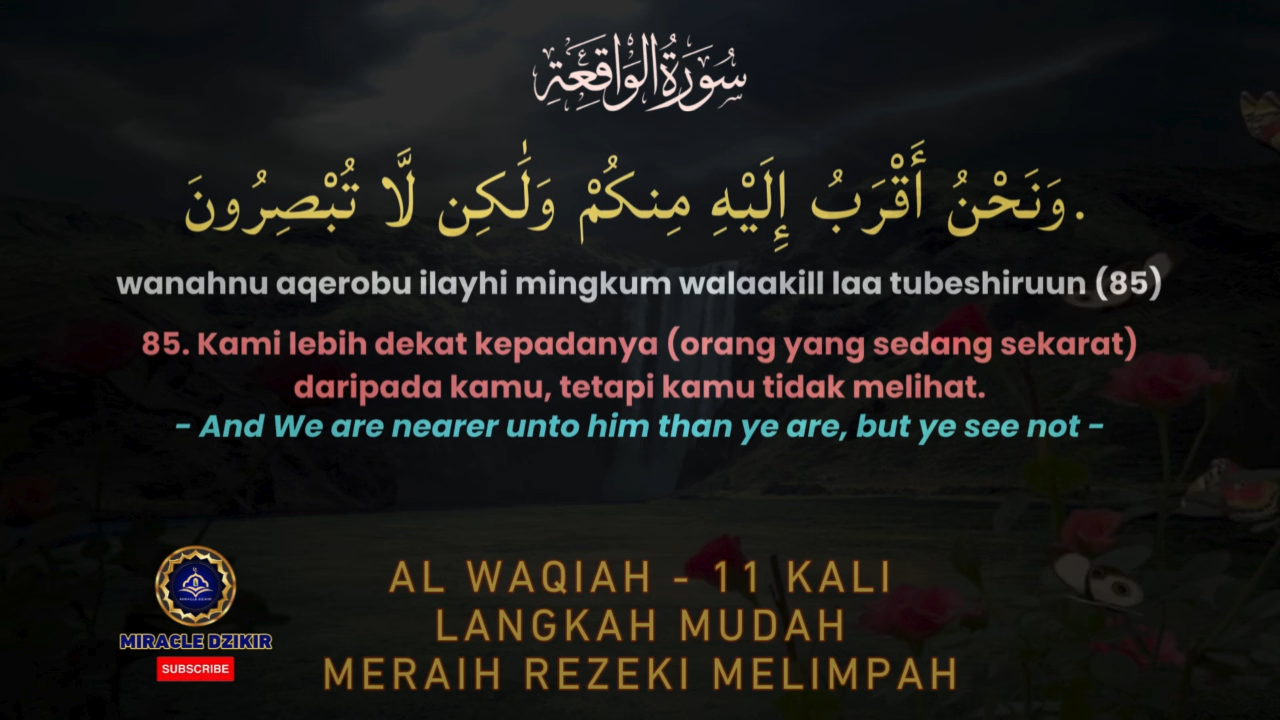 سُورَةُ الْوَاقِعَةِ
وَنَحْنُ أَقْرَبُ إِلَيْهِ مِنكُمْ وَلَٰكِن لَّا تُبْصِرُونَ.
wanahnu aqerobu ilayhi mingkum walaakill laa tubeshiruun (85)
85. Kami lebih dekat kepadanya (orang yang sedang sekarat)
daripada kamu, tetapi kamu tidak melihat.
- And We are nearer unto him than ye are, but ye see not -
AL WAQIAH - 11 KALI
LANGKAH MUDAH
MERAIH REZEKI MELIMPAH
MIRACLE DZIKIR
MIRACLE DZIKIR
SUBSCRIBE